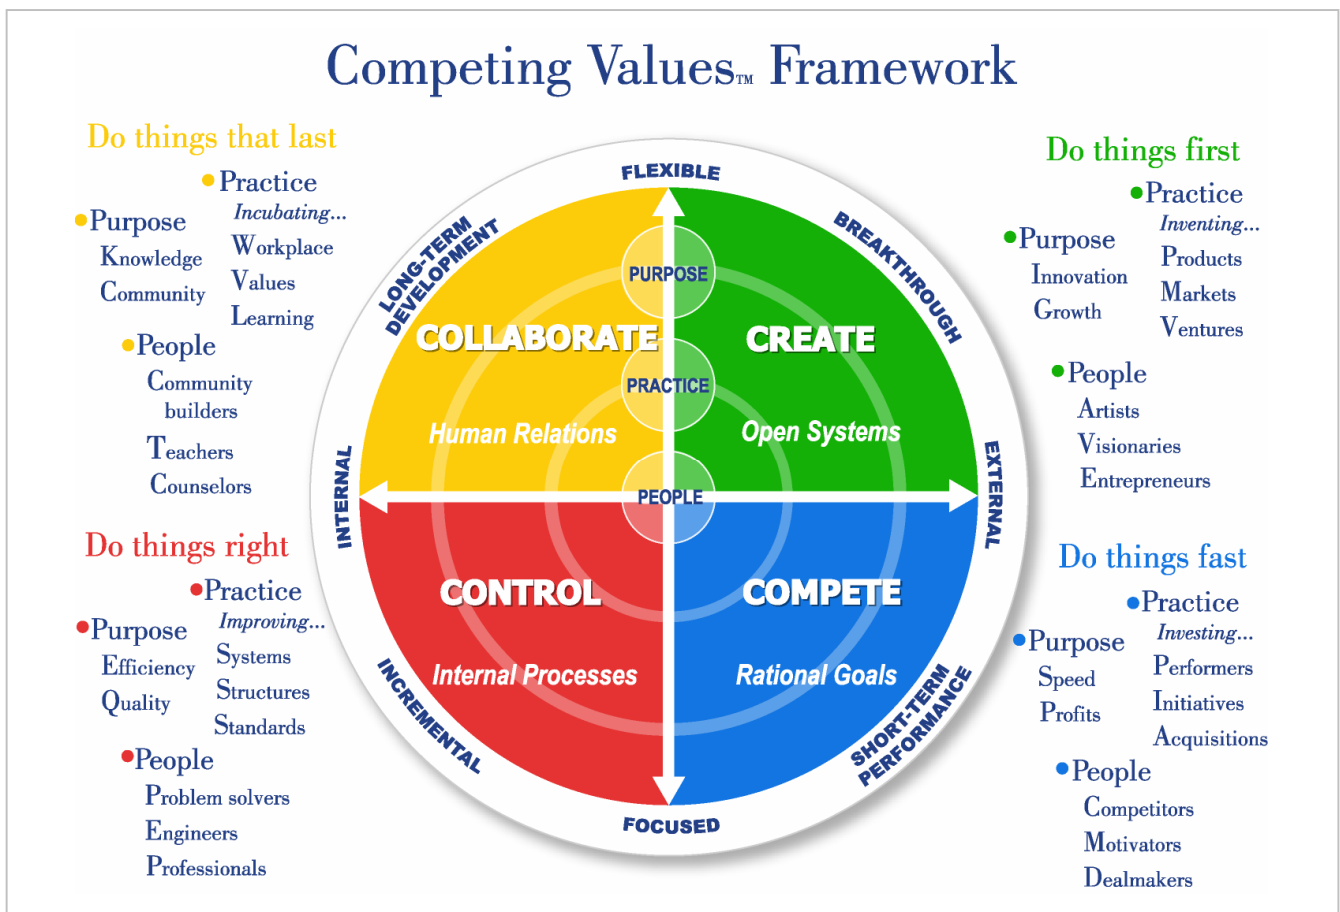 Competing Values™ Framework
Do things that last
Practice
Incubating...
Workplace
Values
Learning
Purpose
Knowledge
Community
People
Community
builders
Teachers
Counselors
Do things first
Practice
Inventing...
Products
Markets
Ventures
Purpose
Innovation
Growth
People
Artists
Visionaries
Entrepreneurs
FLEXIBLE
LONG-TERM
DEVELOPMENT
BREAKTHROUGH
PURPOSE
COLLABORATE
CREATE
PRACTICE
Human Relations
Open Systems
INTERNAL
EXTERNAL
PEOPLE
CONTROL
COMPETE
Internal Processes
Rational Goals
INCREMENTAL
SHORT-TERM
PERFORMANCE
FOCUSED
Do things right
Practice
Improving...
Systems
Structures
Standards
Purpose
Efficiency
Quality
People
Problem solvers
Engineers
Professionals
Do things fast
Practice
Investing...
Performers
Initiatives
Acquisitions
Purpose
Speed
Profits
People
Competitors
Motivators
Dealmakers